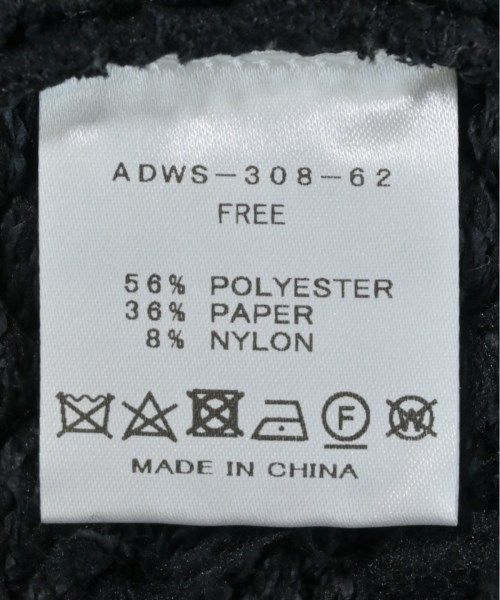 ADWS-308-62
FREE
56% POLYESTER
36% PAPER
8% NYLON
F W
MADE IN CHINA